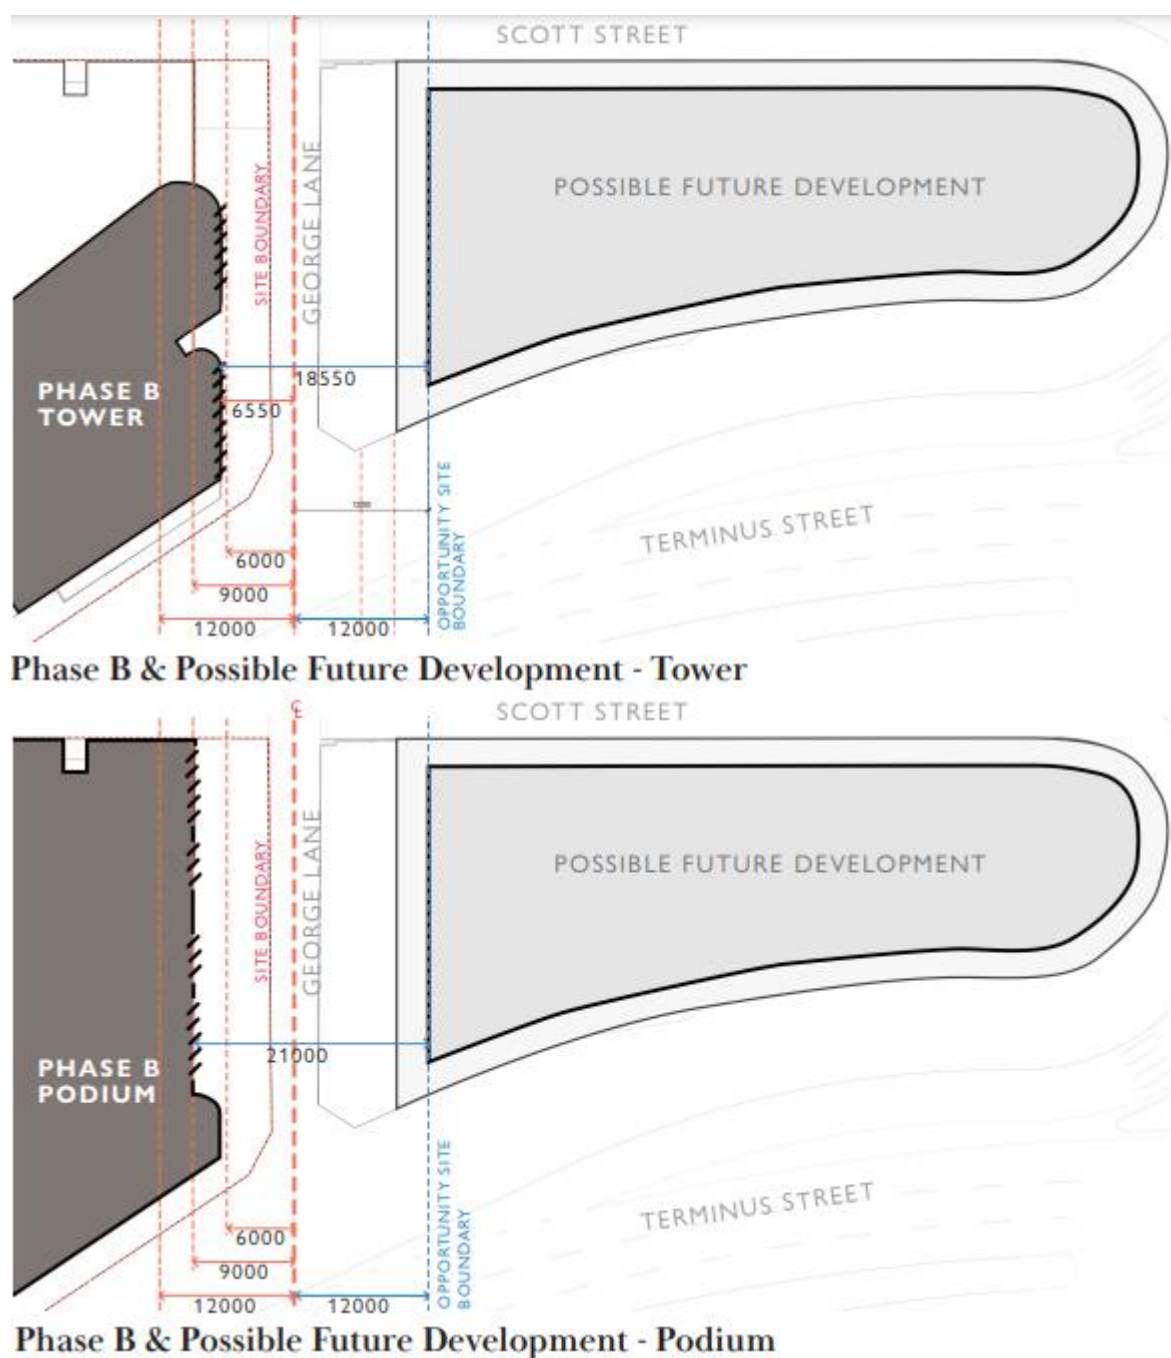 SCOTT STREET
POSSIBLE FUTURE DEVELOPMENT
SITE BOUNDARY
GEORGE LANE
18550
PHASE B
TOWER
6550
OPPORTUNITY SITE
BOUNDARY
TERMINUS STREET
6000
9000
12000
12000
Phase B & Possible Future Development - Tower
℄
SCOTT STREET
POSSIBLE FUTURE DEVELOPMENT
SITE BOUNDARY
GEORGE LANE
21000
PHASE B
PODIUM
OPPORTUNITY SITE
BOUNDARY
TERMINUS STREET
6000
9000
12000
12000
Phase B & Possible Future Development - Podium